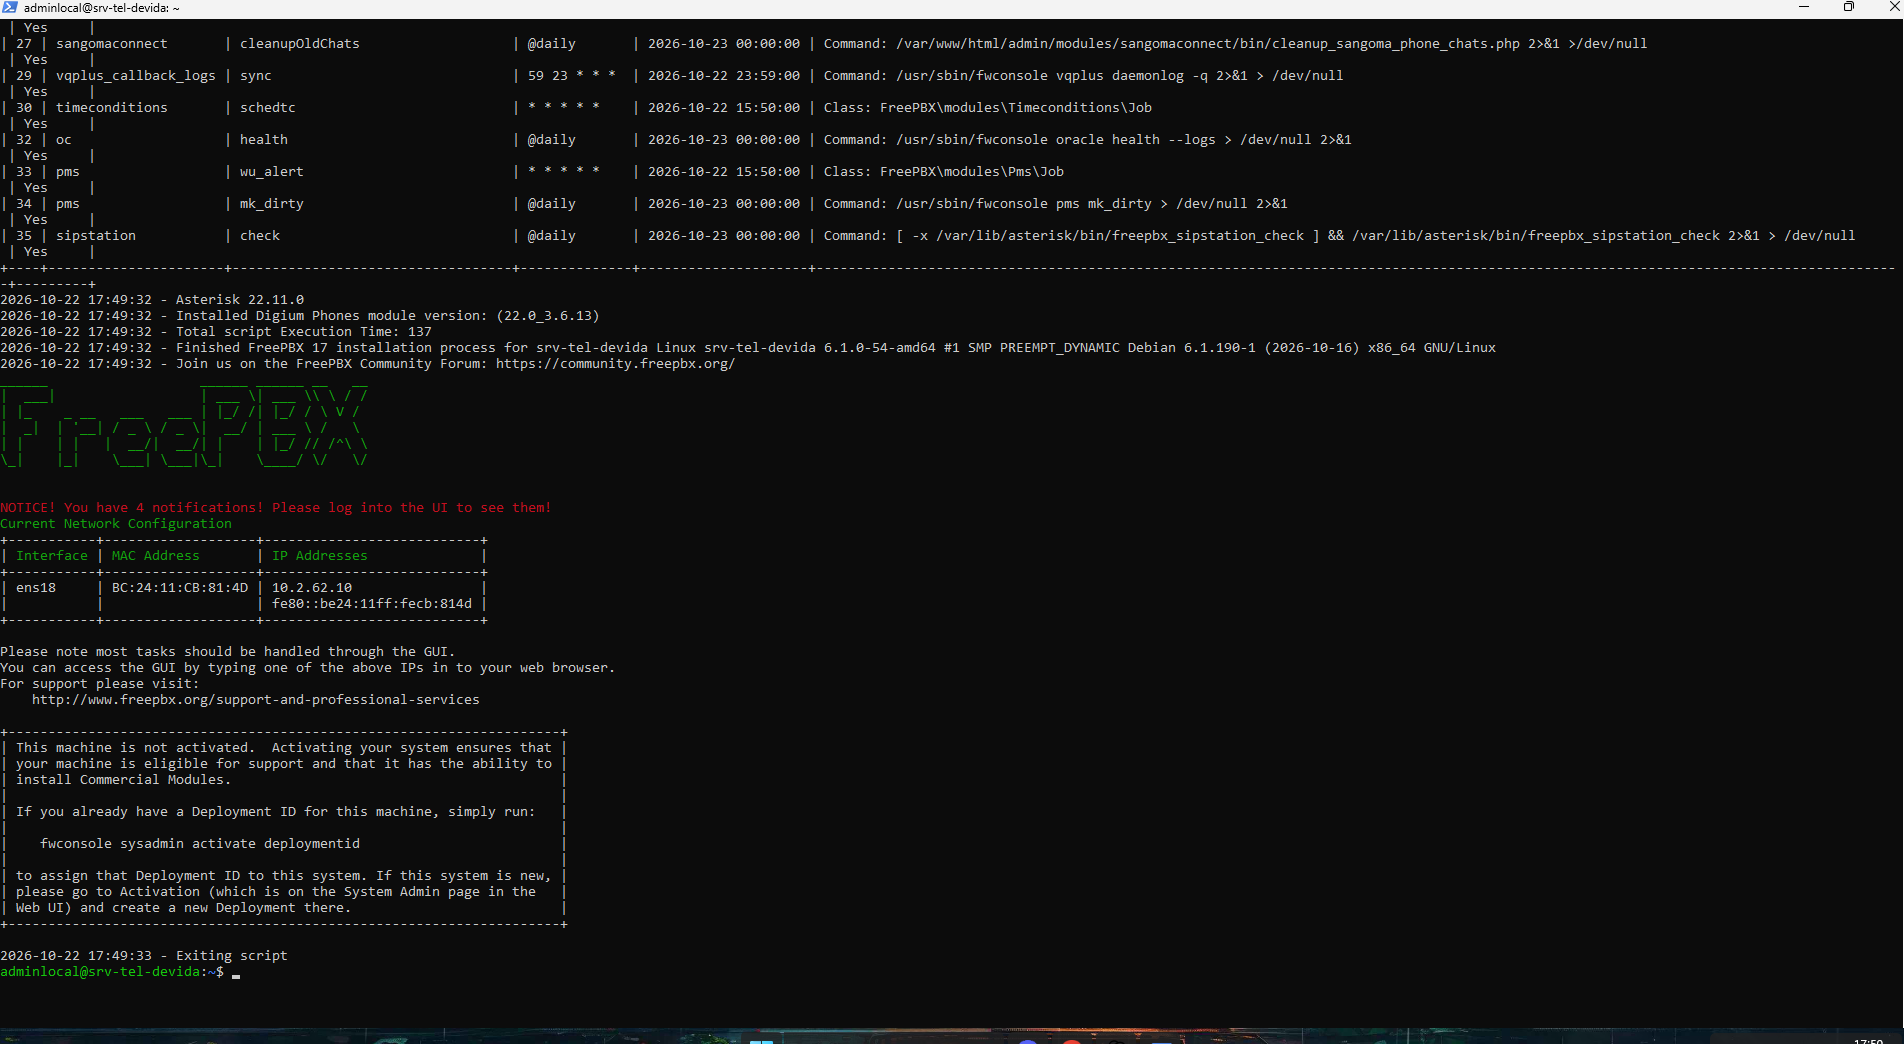 adminlocal@srv-tel-devida: ~
| Yes     |
| 27 | sangomaconnect       | cleanupOldChats                   | @daily       | 2026-10-23 00:00:00 | Command: /var/www/html/admin/modules/sangomaconnect/bin/cleanup_sangoma_phone_chats.php 2>&1 >/dev/null
| Yes     |
| 29 | vqplus_callback_logs | sync                              | 59 23 * * *  | 2026-10-22 23:59:00 | Command: /usr/sbin/fwconsole vqplus daemonlog -q 2>&1 > /dev/null
| Yes     |
| 30 | timeconditions       | schedtc                           | * * * * *    | 2026-10-22 15:50:00 | Class: FreePBX\modules\Timeconditions\Job
| Yes     |
| 32 | oc                   | health                            | @daily       | 2026-10-23 00:00:00 | Command: /usr/sbin/fwconsole oracle health --logs > /dev/null 2>&1
| Yes     |
| 33 | pms                  | wu_alert                          | * * * * *    | 2026-10-22 15:50:00 | Class: FreePBX\modules\Pms\Job
| Yes     |
| 34 | pms                  | mk_dirty                          | @daily       | 2026-10-23 00:00:00 | Command: /usr/sbin/fwconsole pms mk_dirty > /dev/null 2>&1
| Yes     |
| 35 | sipstation           | check                             | @daily       | 2026-10-23 00:00:00 | Command: [ -x /var/lib/asterisk/bin/freepbx_sipstation_check ] && /var/lib/asterisk/bin/freepbx_sipstation_check 2>&1 > /dev/null
| Yes     |
2026-10-22 17:49:32 - Asterisk 22.11.0
2026-10-22 17:49:32 - Installed Digium Phones module version: (22.0_3.6.13)
2026-10-22 17:49:32 - Total script Execution Time: 137
2026-10-22 17:49:32 - Finished FreePBX 17 installation process for srv-tel-devida Linux srv-tel-devida 6.1.0-54-amd64 #1 SMP PREEMPT_DYNAMIC Debian 6.1.190-1 (2026-10-16) x86_64 GNU/Linux
2026-10-22 17:49:32 - Join us on the FreePBX Community Forum: https://community.freepbx.org/
FreePBX
NOTICE! You have 4 notifications! Please log into the UI to see them!
Current Network Configuration
| Interface | MAC Address       | IP Addresses              |
| ens18     | BC:24:11:CB:81:4D | 10.2.62.10                |
|           |                   | fe80::be24:11ff:fecb:814d |
Please note most tasks should be handled through the GUI.
You can access the GUI by typing one of the above IPs in to your web browser.
For support please visit:
http://www.freepbx.org/support-and-professional-services
| This machine is not activated.  Activating your system ensures that |
| your machine is eligible for support and that it has the ability to |
| install Commercial Modules.                                         |
| If you already have a Deployment ID for this machine, simply run:   |
|    fwconsole sysadmin activate deploymentid                         |
| to assign that Deployment ID to this system. If this system is new, |
| please go to Activation (which is on the System Admin page in the   |
| Web UI) and create a new Deployment there.                          |
2026-10-22 17:49:33 - Exiting script
adminlocal@srv-tel-devida:~$ _